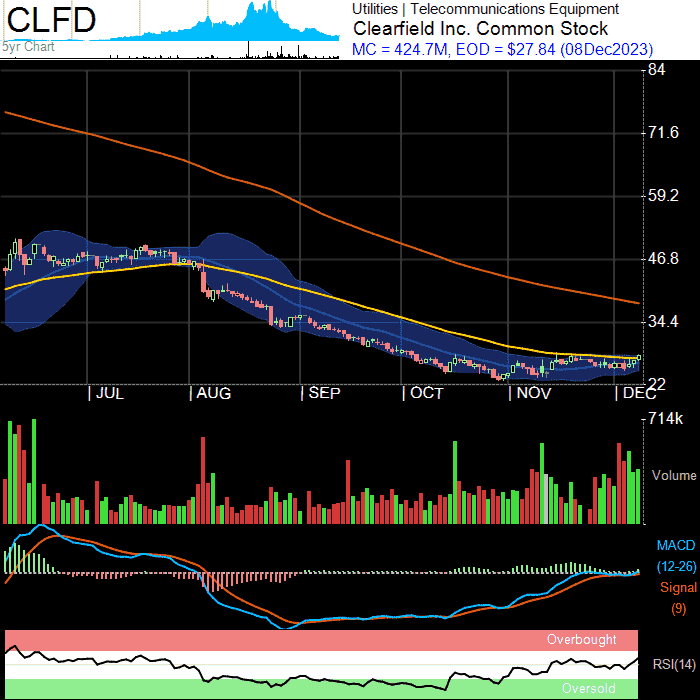 CLFD
5yr Chart
Utilities | Telecommunications Equipment
Clearfield Inc. Common Stock
MC = 424.7M, EOD = $27.84 (08Dec2023)
84
71.6
59.2
46.8
34.4
22
| JUL | AUG | SEP | OCT | NOV | DEC
714k
Volume
MACD
(12-26)
Signal
(9)
Overbought
RSI(14)
Oversold